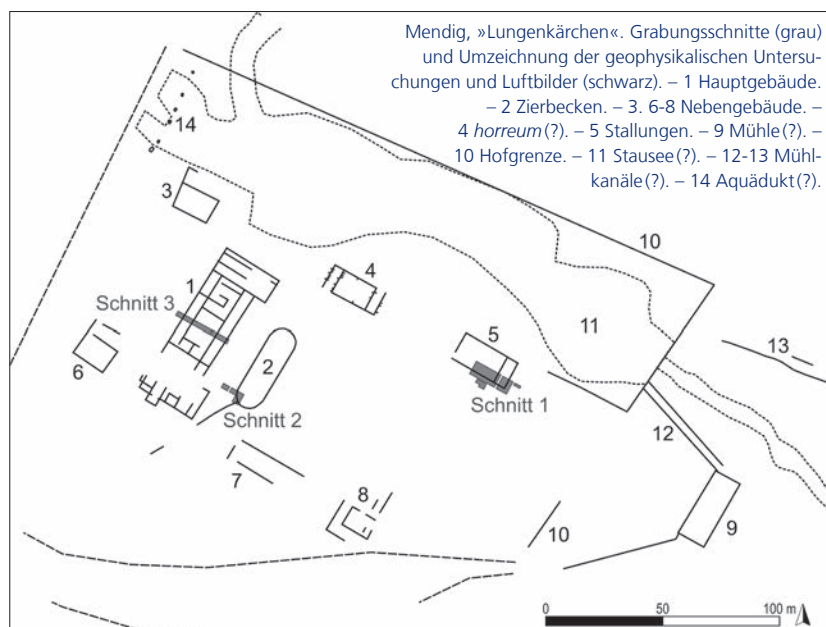 Mendig, »Lungenkärchen«. Grabungsschnitte (grau)
und Umzeichnung der geophysikalischen Untersu-
chungen und Luftbilder (schwarz). – 1 Hauptgebäude.
– 2 Zierbecken. – 3. 6-8 Nebengebäude. –
4 horreum (?). – 5 Stallungen. – 9 Mühle (?). –
10 Hofgrenze. – 11 Stausee (?). – 12-13 Mühl-
kanäle (?). – 14 Aquädukt (?).
14
3
10
4
1
Schnitt 3
11
5
13
2
6
Schnitt 1
Schnitt 2
12
7
8
9
10
0 50 100 m